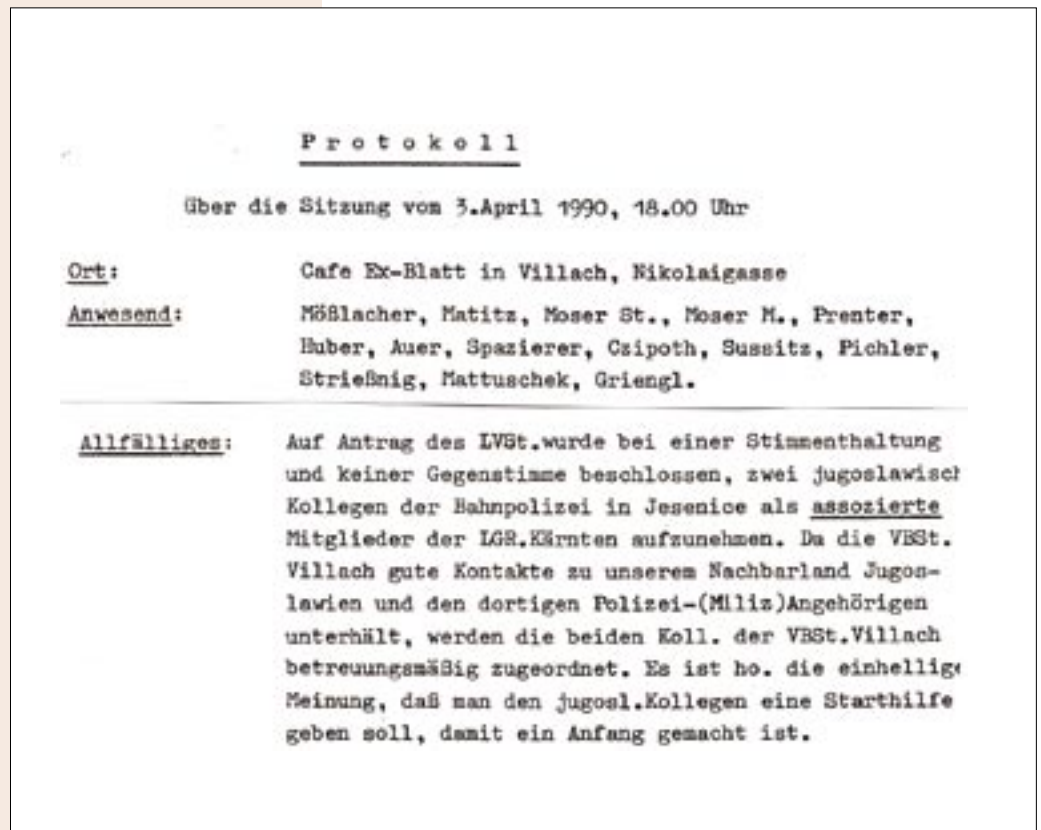 Protokoll
über die Sitzung vom 3.April 1990, 18.00 Uhr
Ort: Cafe Ex-Blatt in Villach, Nikolaigasse
Anwesend: Mößlacher, Matitz, Moser St., Moser M., Prenter,
Huber, Auer, Spazierer, Czipoth, Sussitz, Pichler,
Strießnig, Mattuschek, Griengl.
Allfälliges: Auf Antrag des LVSt.wurde bei einer Stimmenthaltung
und keiner Gegenstimme beschlossen, zwei jugoslawisch
Kollegen der Bahnpolizei in Jesenice als assozierte
Mitglieder der LGR.Kärnten aufzunehmen. Da die VBSt.
Villach gute Kontakte zu unserem Nachbarland Jugos-
lawien und den dortigen Polizei-(Miliz)Angehörigen
unterhält, werden die beiden Koll. der VBSt.Villach
betreuungsmäßig zugeordnet. Es ist ho. die einhellige
Meinung, daß man den jugosl.Kollegen eine Starthilfe
geben soll, damit ein Anfang gemacht ist.